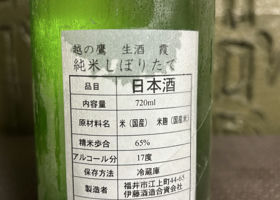 越の鷹 生酒 霞
純米しぼりたて
品目 日本酒
内容量 720ml
原材料名 米（国産） 米麹（国産米）
精米歩合 65%
アルコール分 17度
保存方法 冷蔵庫
製造者 福井市江上町44-65
伊藤酒造合資会社